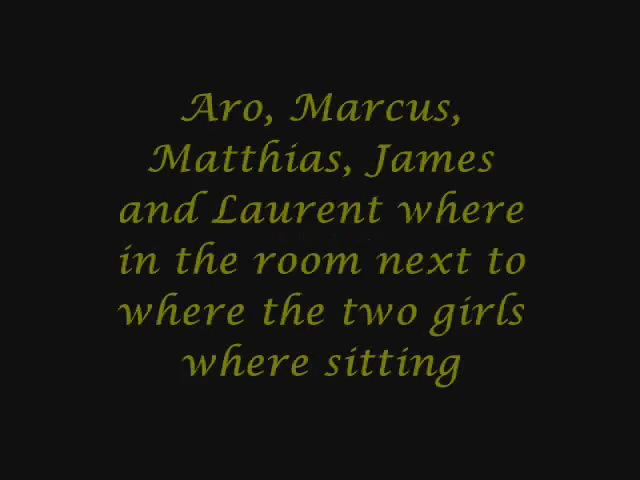 Aro, Marcus,
Matthias, James
and Laurent where
in the room next to
where the two girls
where sitting